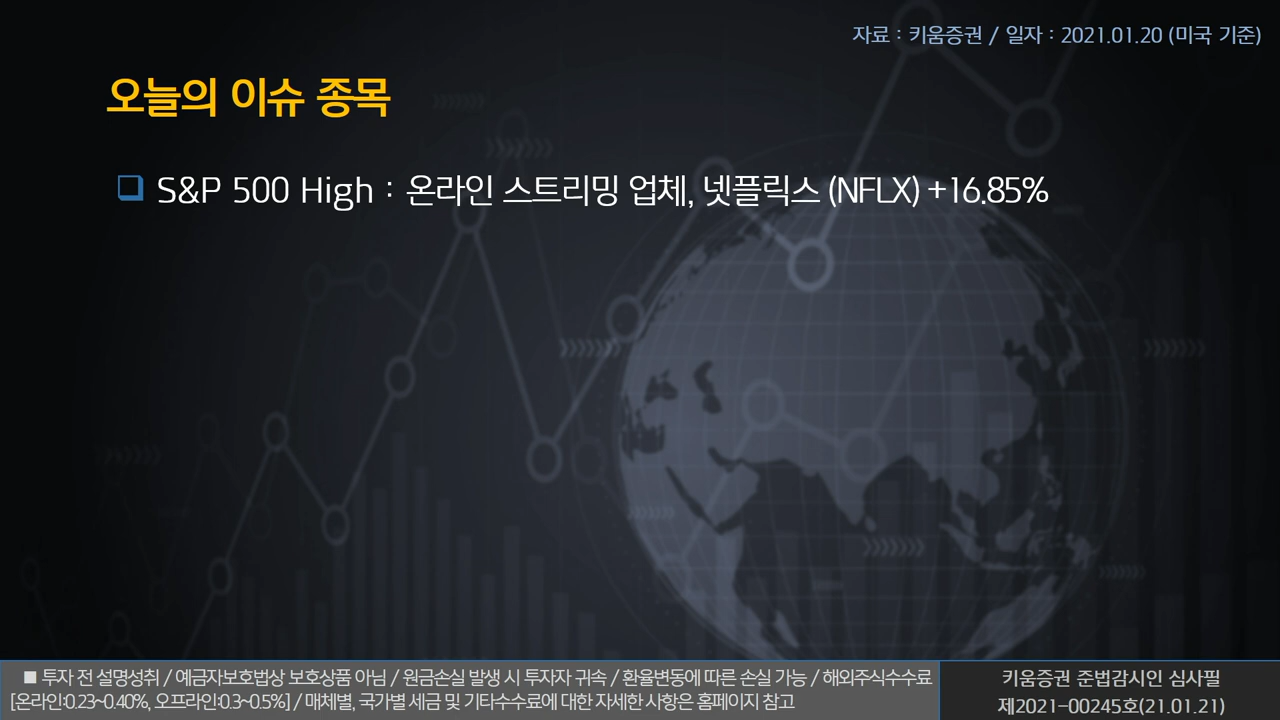 자료 : 키움증권 / 일자 : 2021.01.20 (미국 기준)
오늘의 이슈 종목
❑ S&P 500 High : 온라인 스트리밍 업체, 넷플릭스 (NFLX) +16.85%
■ 투자 전 설명성취 / 예금자보호법상 보호상품 아님 / 원금손실 발생 시 투자자 귀속 / 환율변동에 따른 손실 가능 / 해외주식수수료
[온라인:0.23~0.40%, 오프라인:0.3~0.5%] / 매체별, 국가별 세금 및 기타수수료에 대한 자세한 사항은 홈페이지 참고
키움증권 준법감시인 심사필
제2021-00245호(21.01.21)